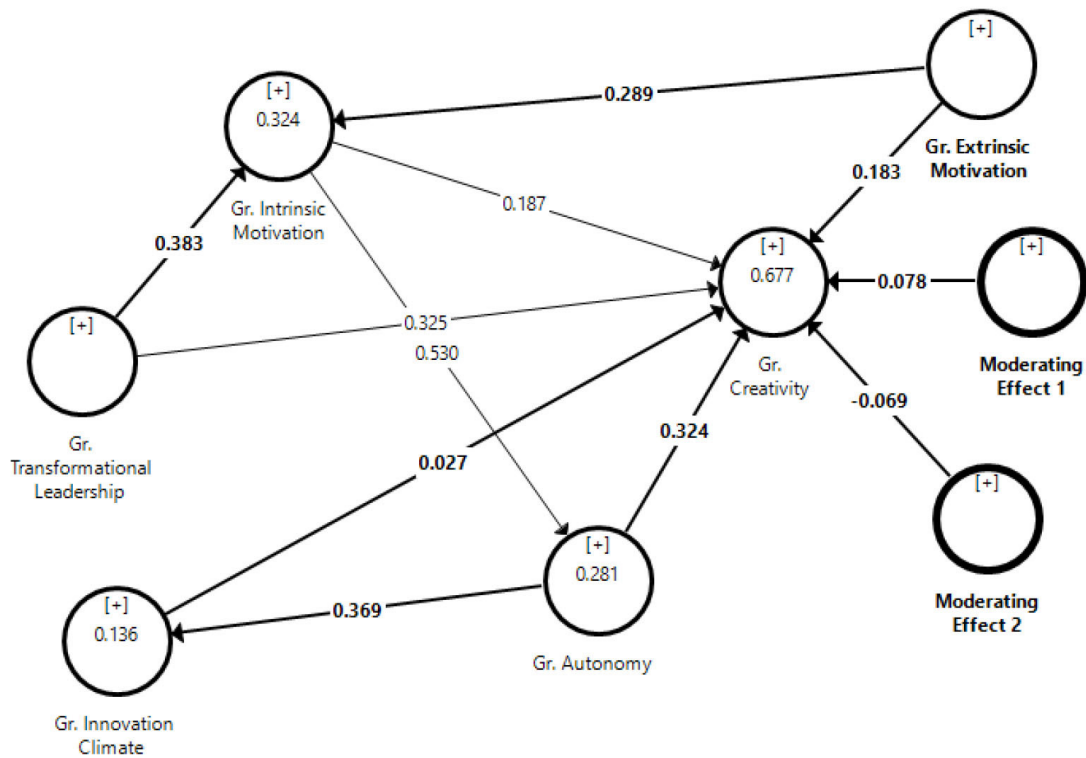 [+]
[+]
0.324
0.289
Gr. Extrinsic
Motivation
0.183
Gr. Intrinsic
Motivation
0.187
0.383
[+]
0.677
[+]
0.078
[+]
0.325
0.530
Gr.
Creativity
Moderating
Effect 1
-0.069
Gr.
Transformational
Leadership
0.324
0.027
[+]
[+]
0.281
[+]
0.136
0.369
Moderating
Effect 2
Gr. Autonomy
Gr. Innovation
Climate